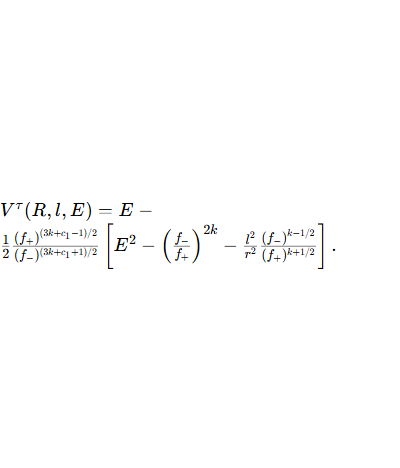 V^τ(R, l, E) = E −
\frac{1}{2} \frac{(f_+)^{(3k+c_1−1)/2}}{(f_−)^{(3k+c_1+1)/2}} \left[ E^2 − \left( \frac{f_−}{f_+} \right)^{2k} − \frac{l^2}{r^2} \frac{(f_−)^{k−1/2}}{(f_+)^{k+1/2}} \right] .